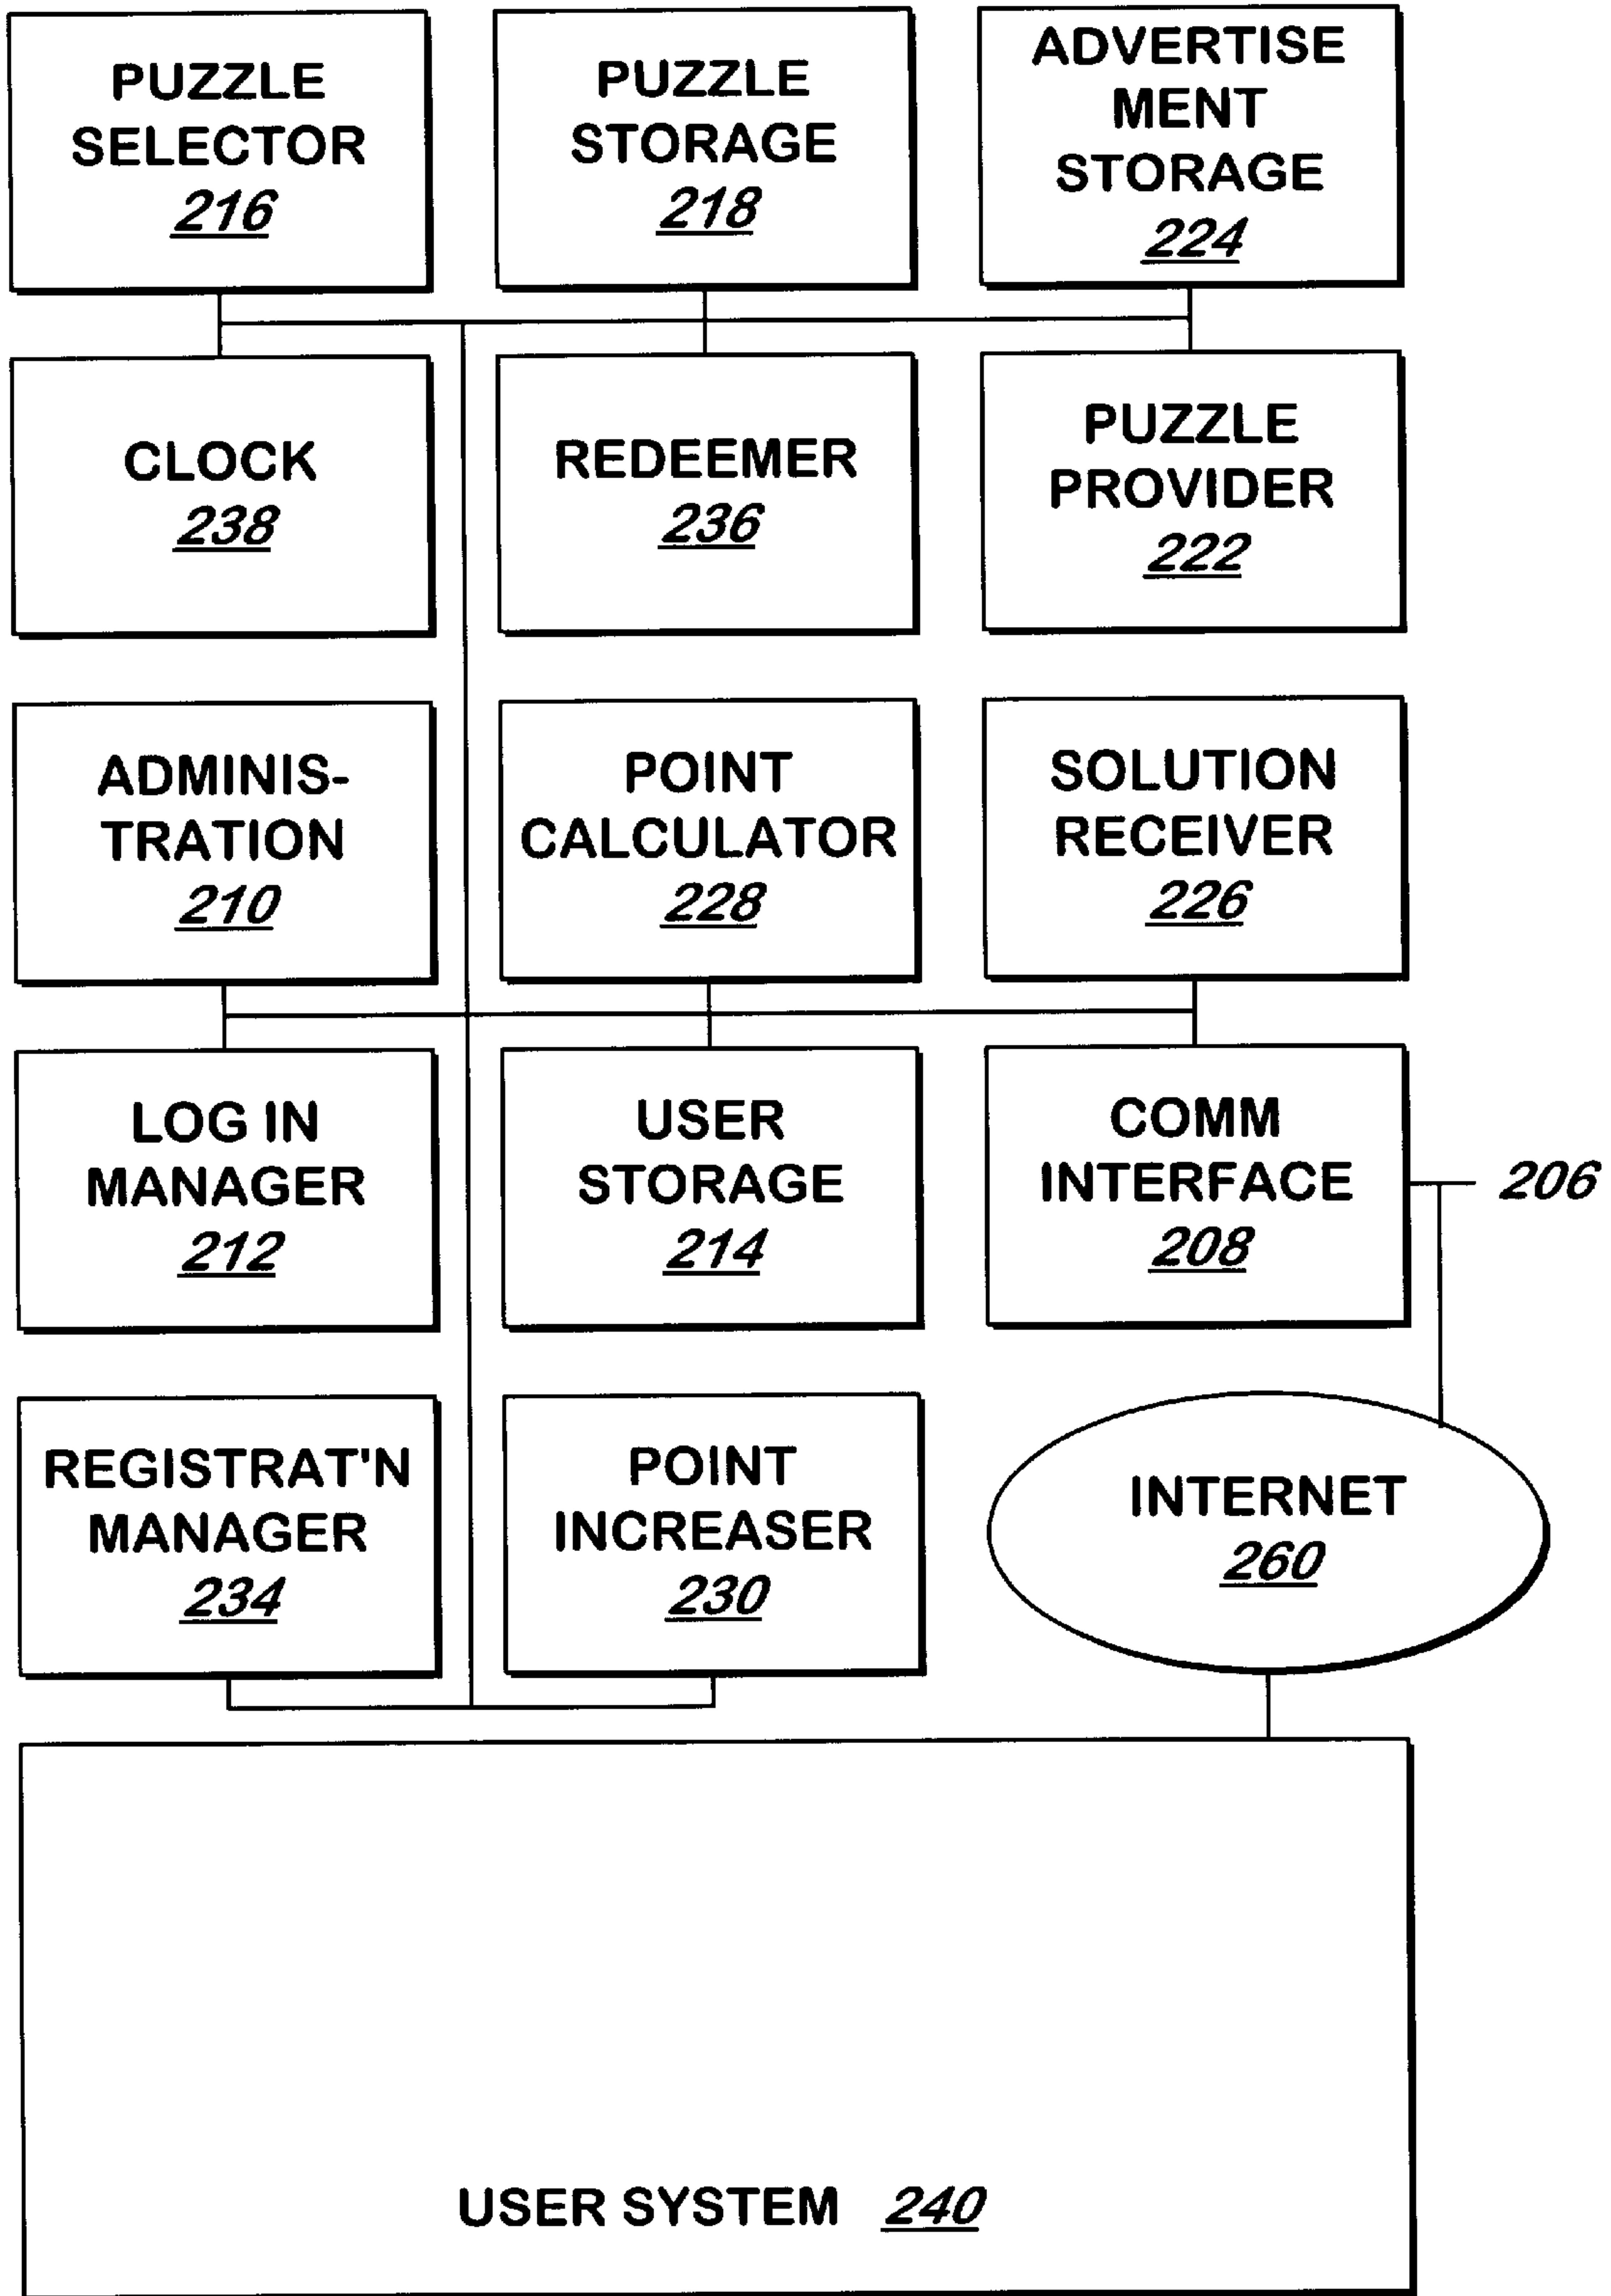 PUZZLE
SELECTOR
216
PUZZLE
STORAGE
218
ADVERTISE
MENT
STORAGE
224
CLOCK
238
REDEEMER
236
PUZZLE
PROVIDER
222
ADMINIS-
TRATION
210
POINT
CALCULATOR
228
SOLUTION
RECEIVER
226
LOG IN
MANAGER
212
USER
STORAGE
214
COMM
INTERFACE
208
206
REGISTRAT'N
MANAGER
234
POINT
INCREASER
230
INTERNET
260
USER SYSTEM 240